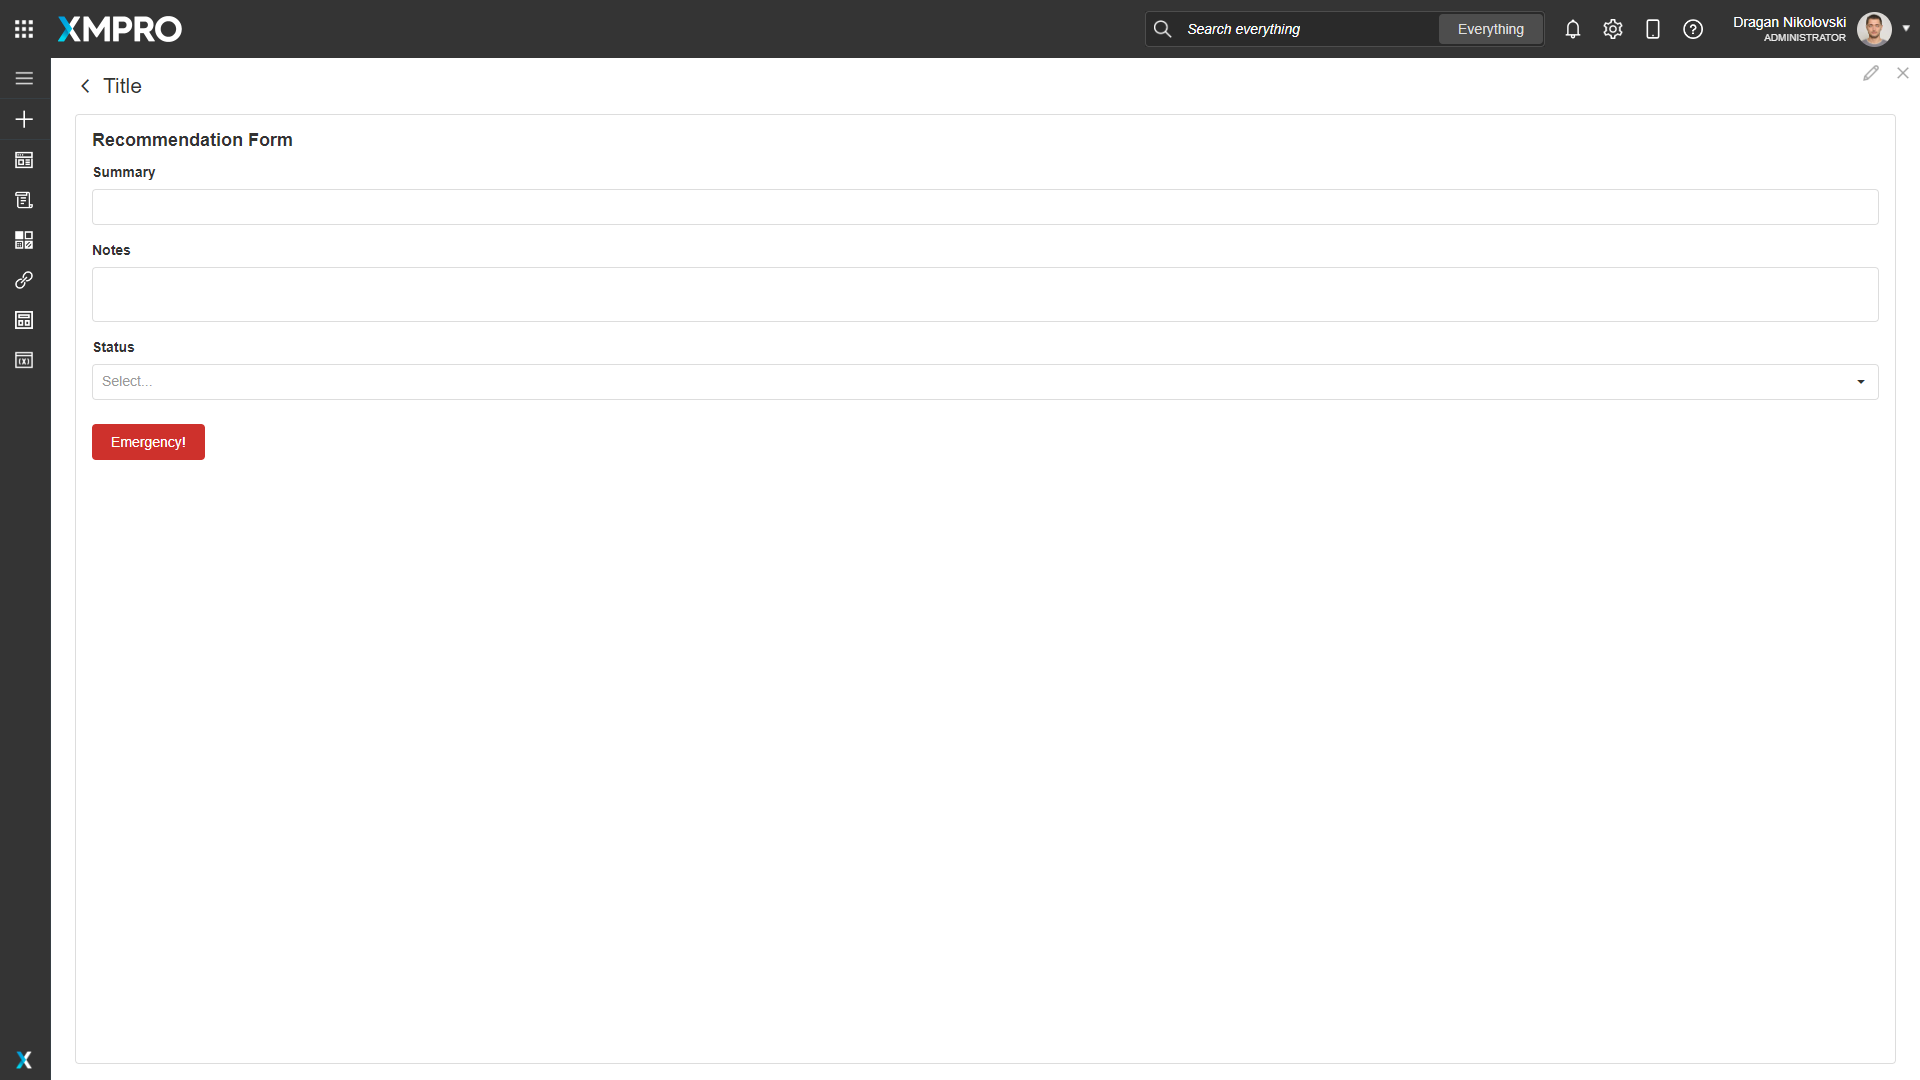 XMPRO
Search everything
Everything
Dragan Nikolovski
ADMINISTRATOR
Title
Recommendation Form
Summary
Notes
Status
Select...
Emergency!